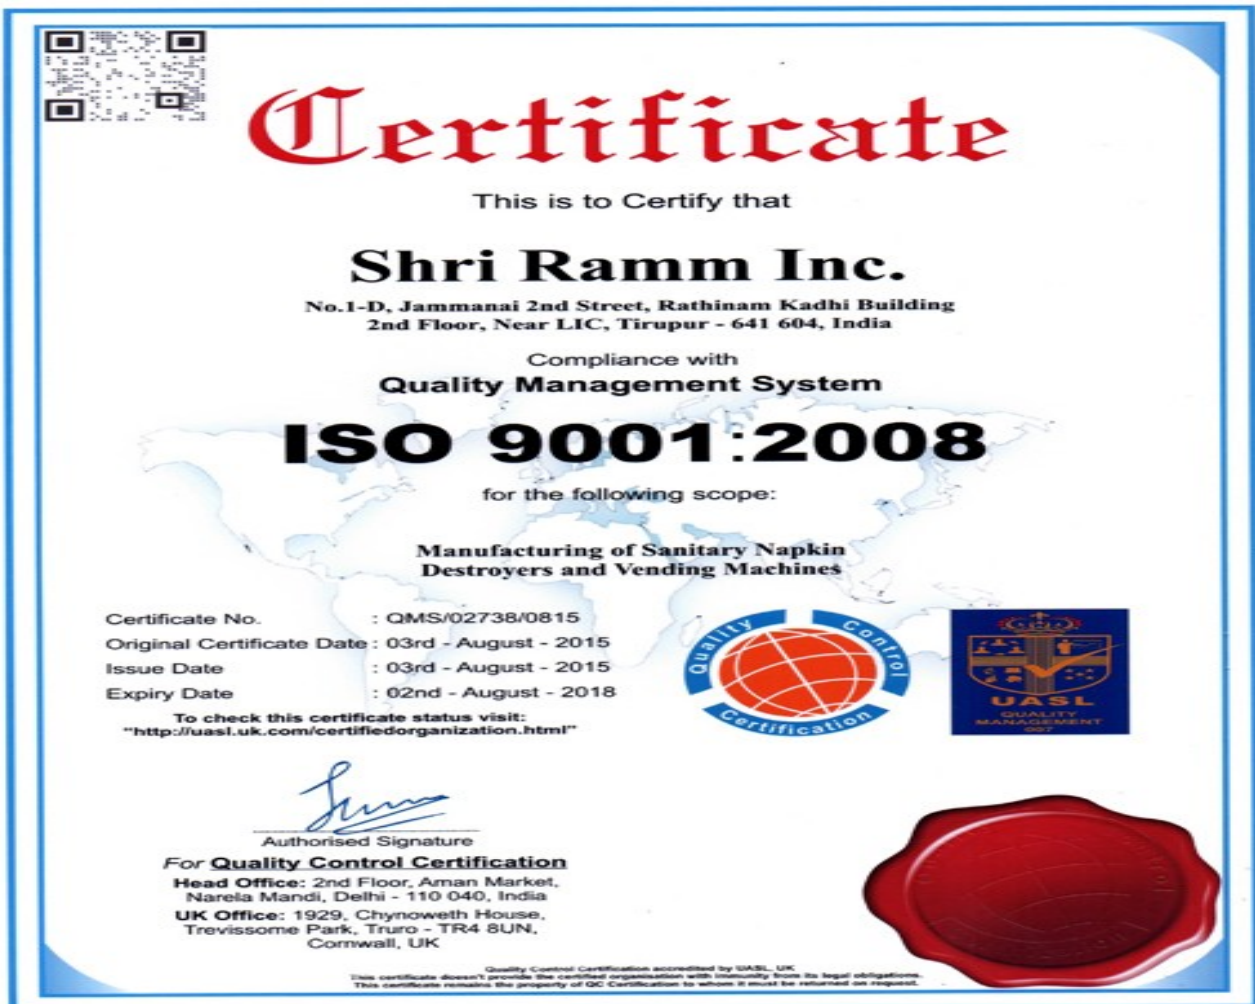 Certificate
This is to Certify that
Shri Ramm Inc.
No.1-D, Jammanai 2nd Street, Rathinam Kadhi Building
2nd Floor, Near LIC, Tirupur - 641 604, India
Compliance with
Quality Management System
ISO 9001:2008
for the following scope:
Manufacturing of Sanitary Napkin
Destroyers and Vending Machines
Certificate No. : QMS/02738/0815
Original Certificate Date : 03rd - August - 2015
Issue Date : 03rd - August - 2015
Expiry Date : 02nd - August - 2018
To check this certificate status visit:
"http://uasl.uk.com/certifiedorganization.html"
Quality Control Certification
UASL
QUALITY
MANAGEMENT
007
Authorised Signature
For Quality Control Certification
Head Office: 2nd Floor, Aman Market,
Narela Mandi, Delhi - 110 040, India
UK Office: 1929, Chynoweth House,
Trevissome Park, Truro - TR4 8UN,
Cornwall, UK
Quality Control Certification accredited by UASL, UK
This certificate doesn't provide the certified organisation with immunity from its legal obligations.
This certificate remains the property of QC Certification to whom it must be returned on request.